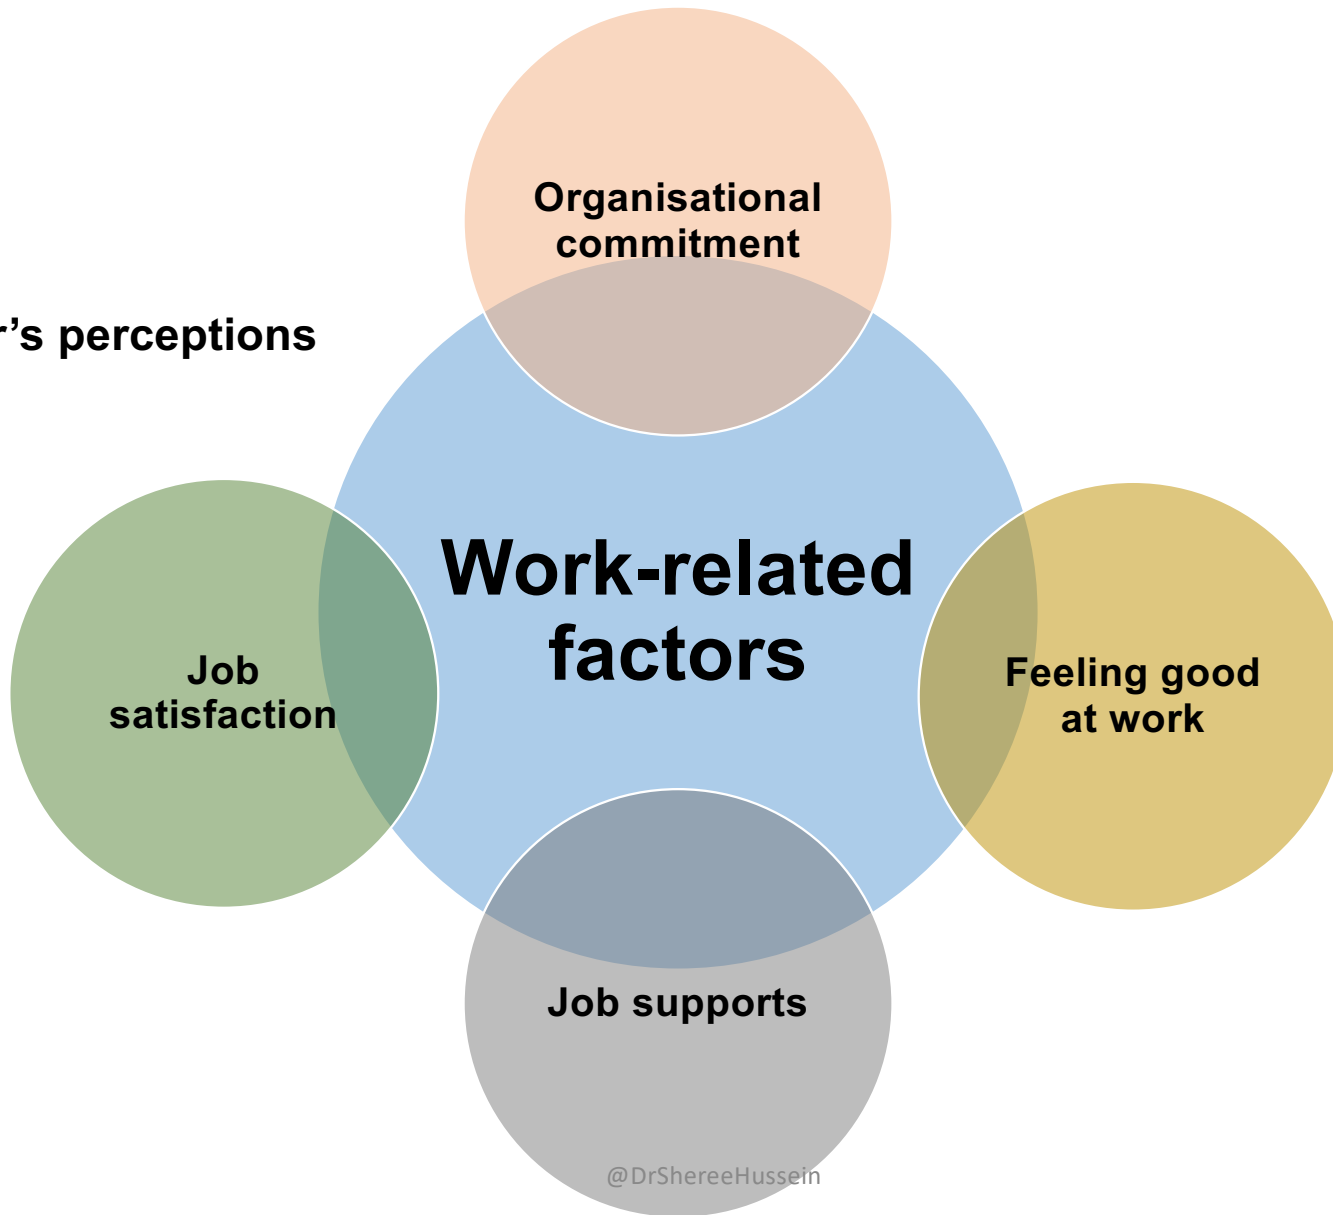 Organisational
commitment
r’s perceptions
Work-related
factors
Job
satisfaction
Feeling good
at work
Job supports
@DrShereeHussein